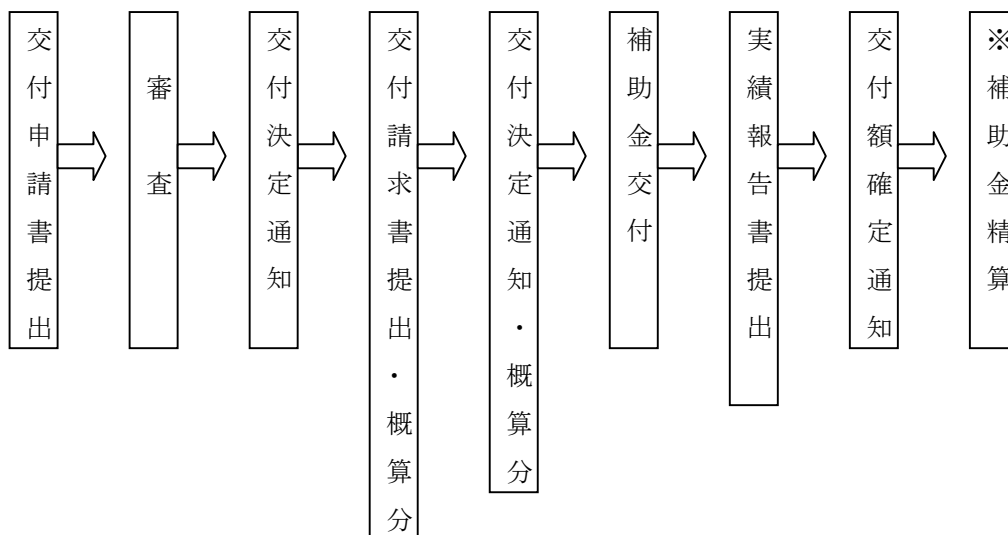 交付申請書提出
審査
交付決定通知
交付請求書提出・概算分
交付決定通知・概算分
補助金交付
実績報告書提出
交付額確定通知
※補助金精算